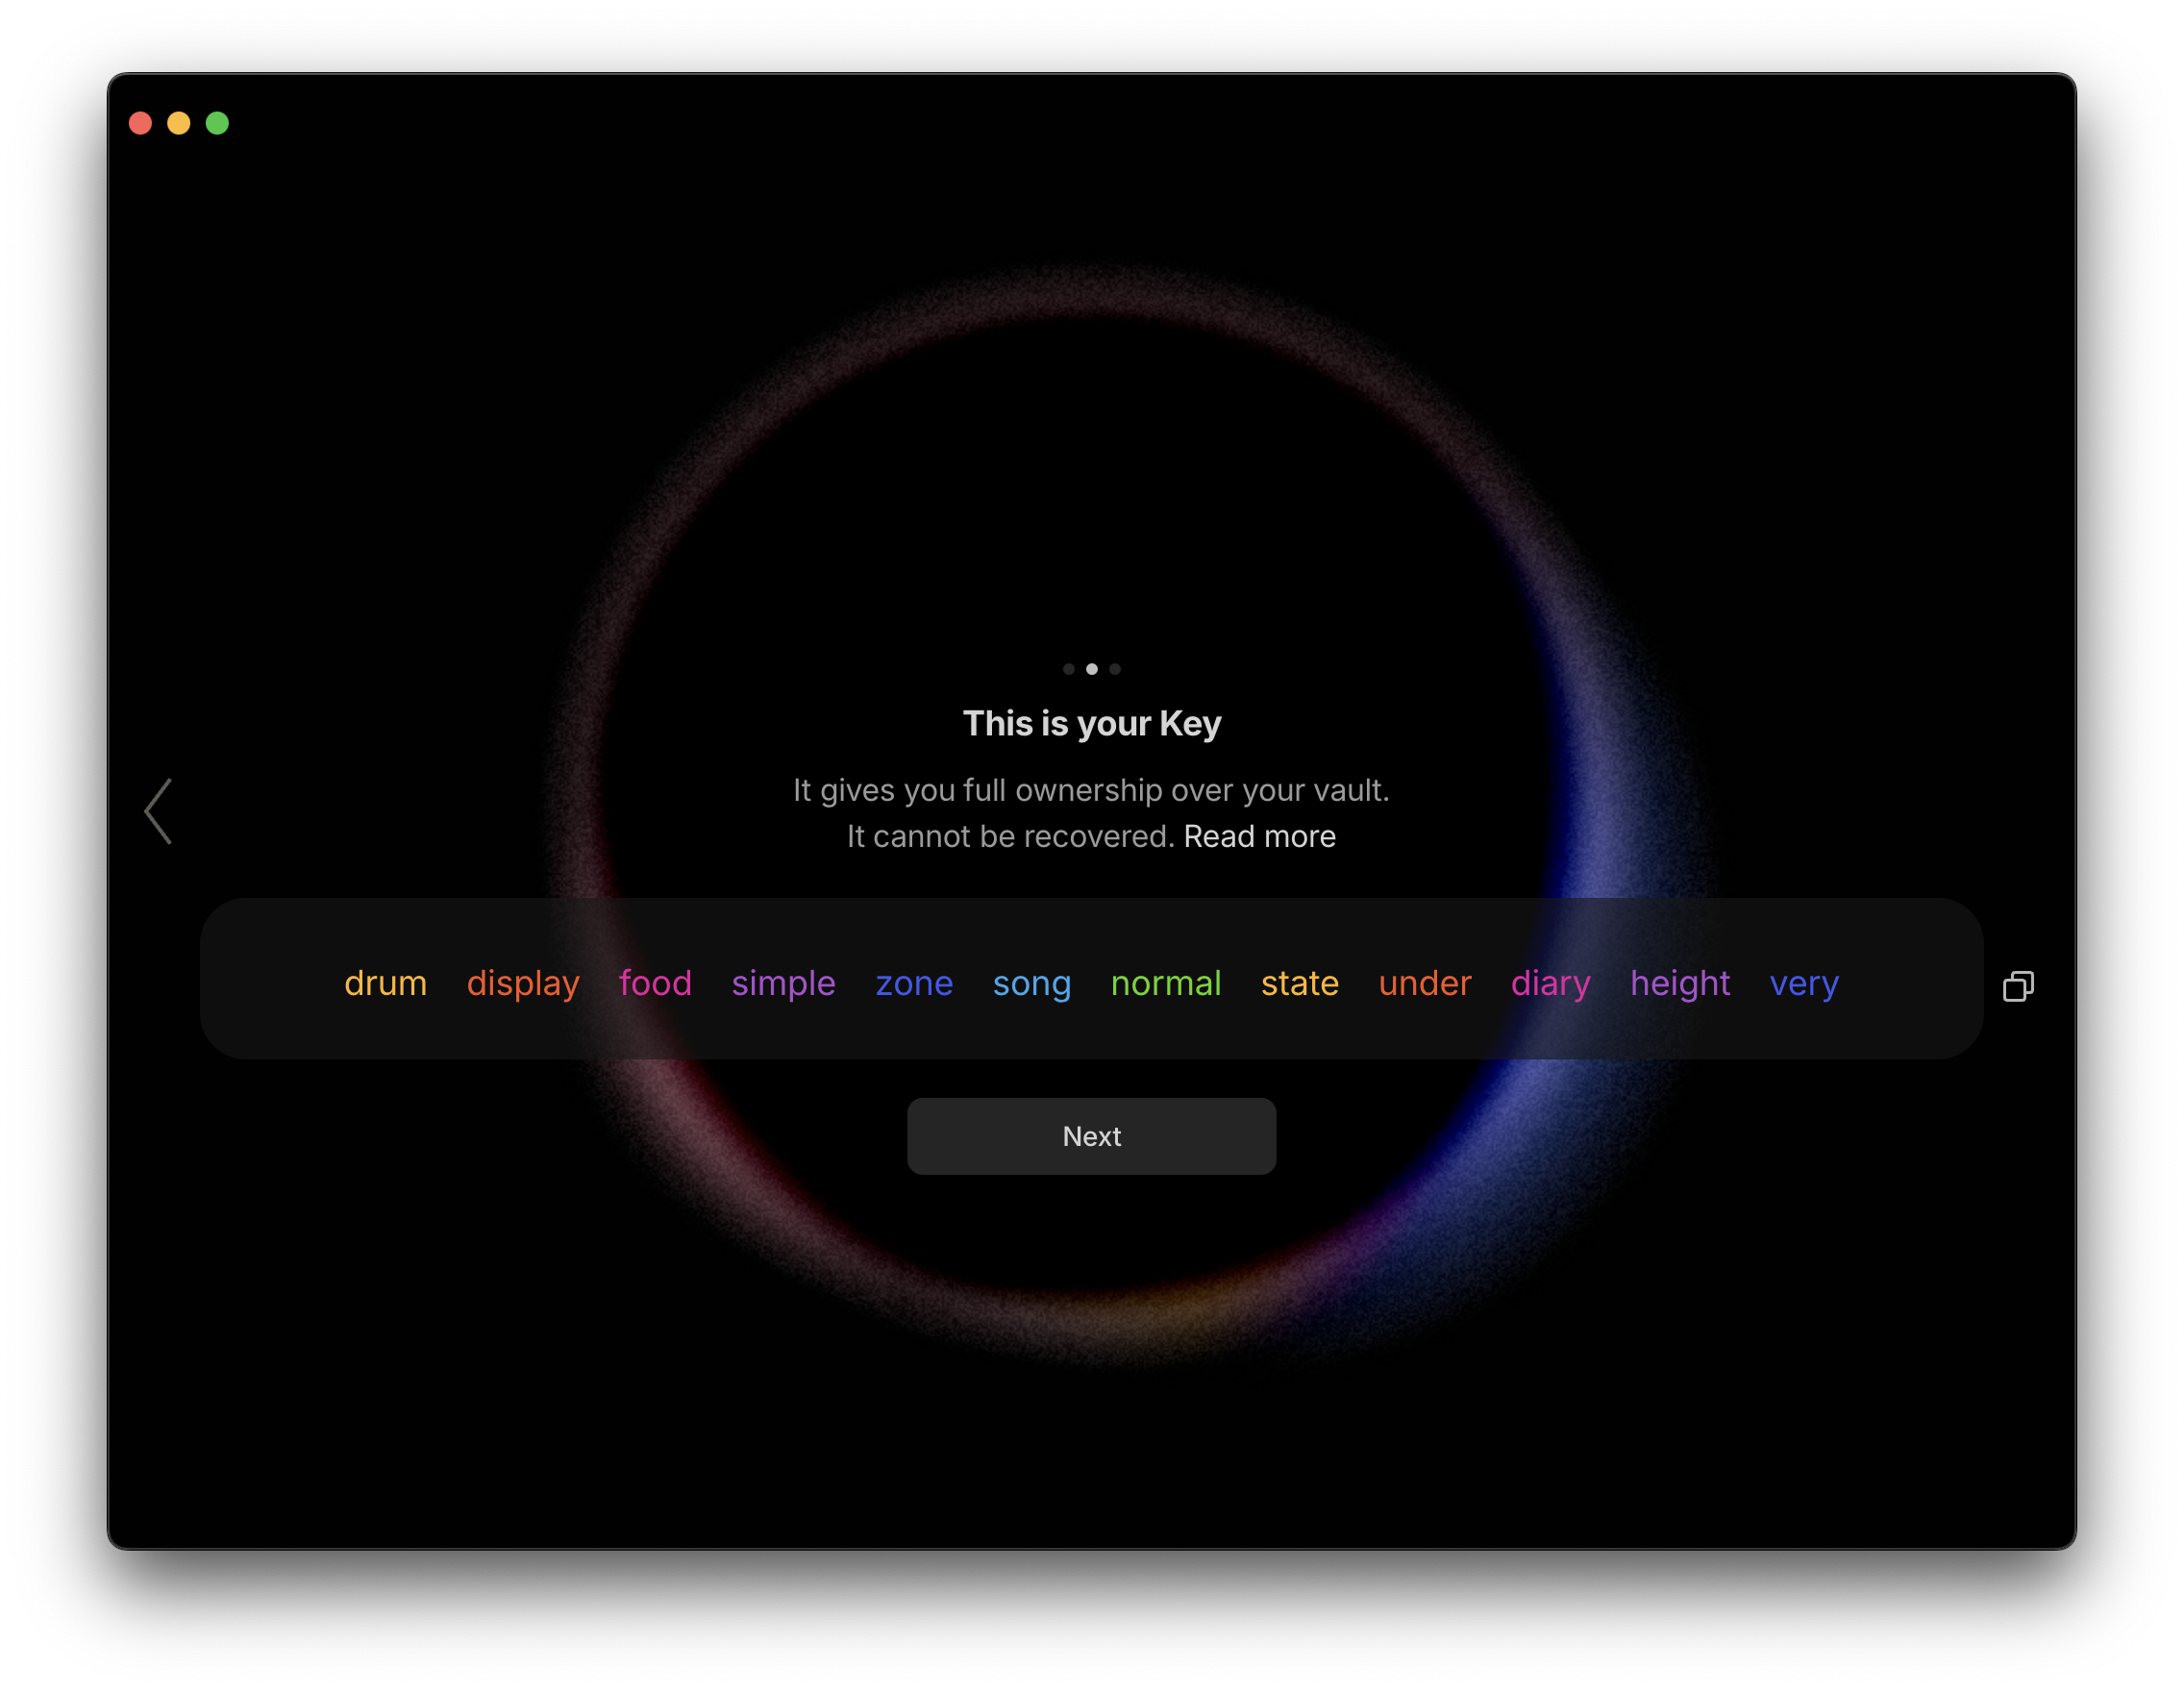 This is your Key
It gives you full ownership over your vault.
It cannot be recovered. Read more
drum display food simple zone song normal state under diary height very
Next